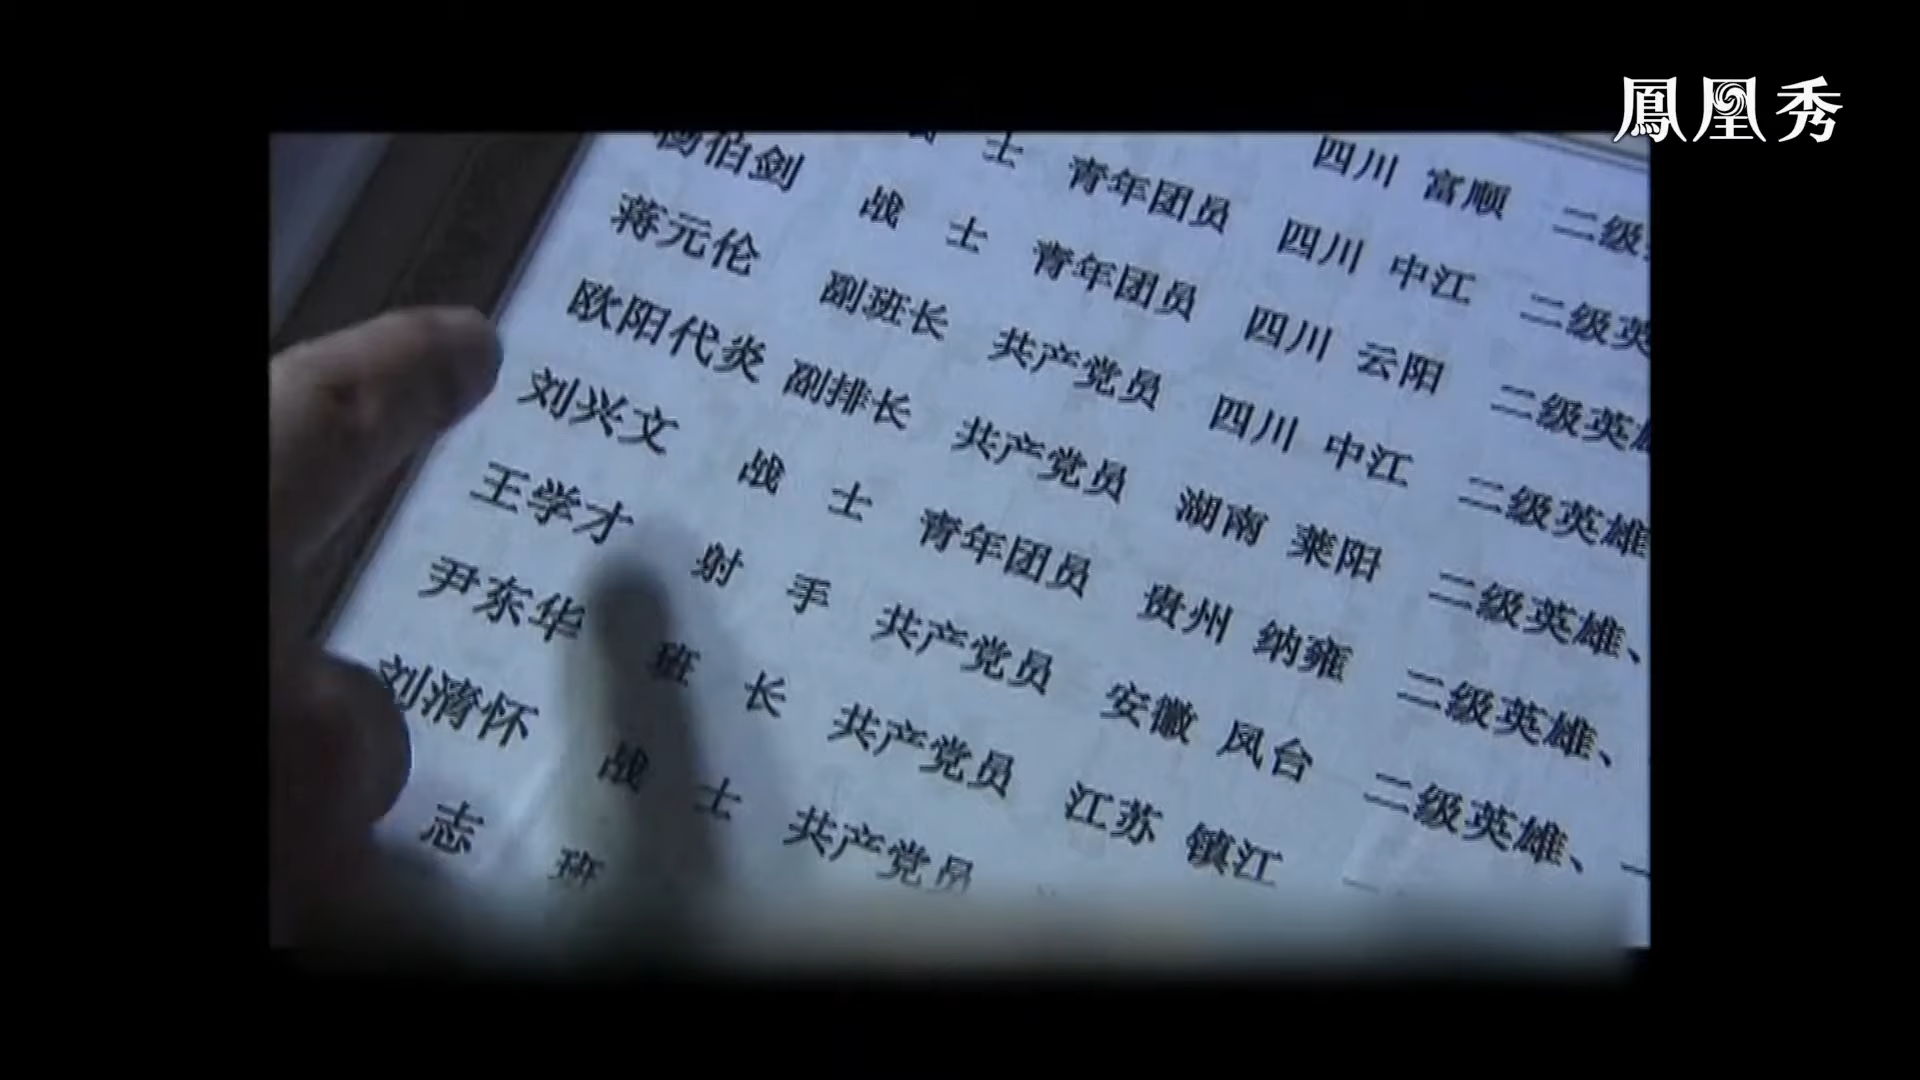 四川 富顺 二级
士 青年团员 四川 中江 二级英
杨伯剑 战 士 青年团员 四川 云阳 二级英雄
蒋元伦 副班长 共产党员 四川 中江 二级英雄
欧阳代炎 副排长 共产党员 湖南 莱阳 二级英雄、
刘兴文 战 士 青年团员 贵州 纳雍 二级英雄、
王学才 射 手 共产党员 安徽 凤台 二级英雄、一
尹东华 班 长 共产党员 江苏 镇江
战 士 共产党员
志 班
鳳凰秀